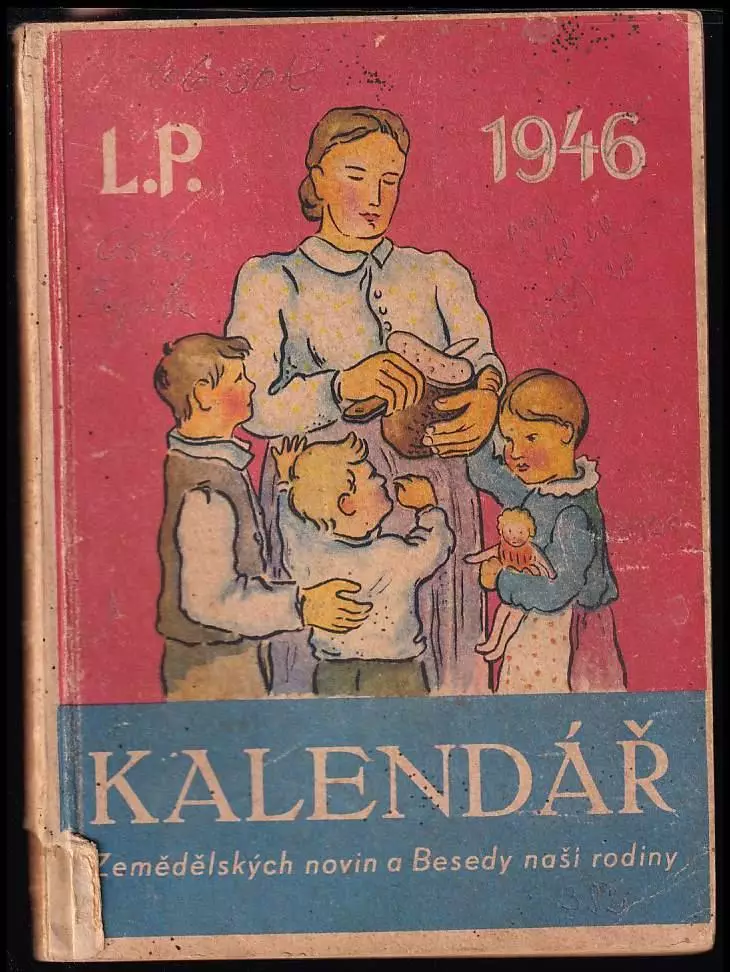 L.P. 1946
KALENDÁŘ
Zemědělských novin a Besedy naší rodiny